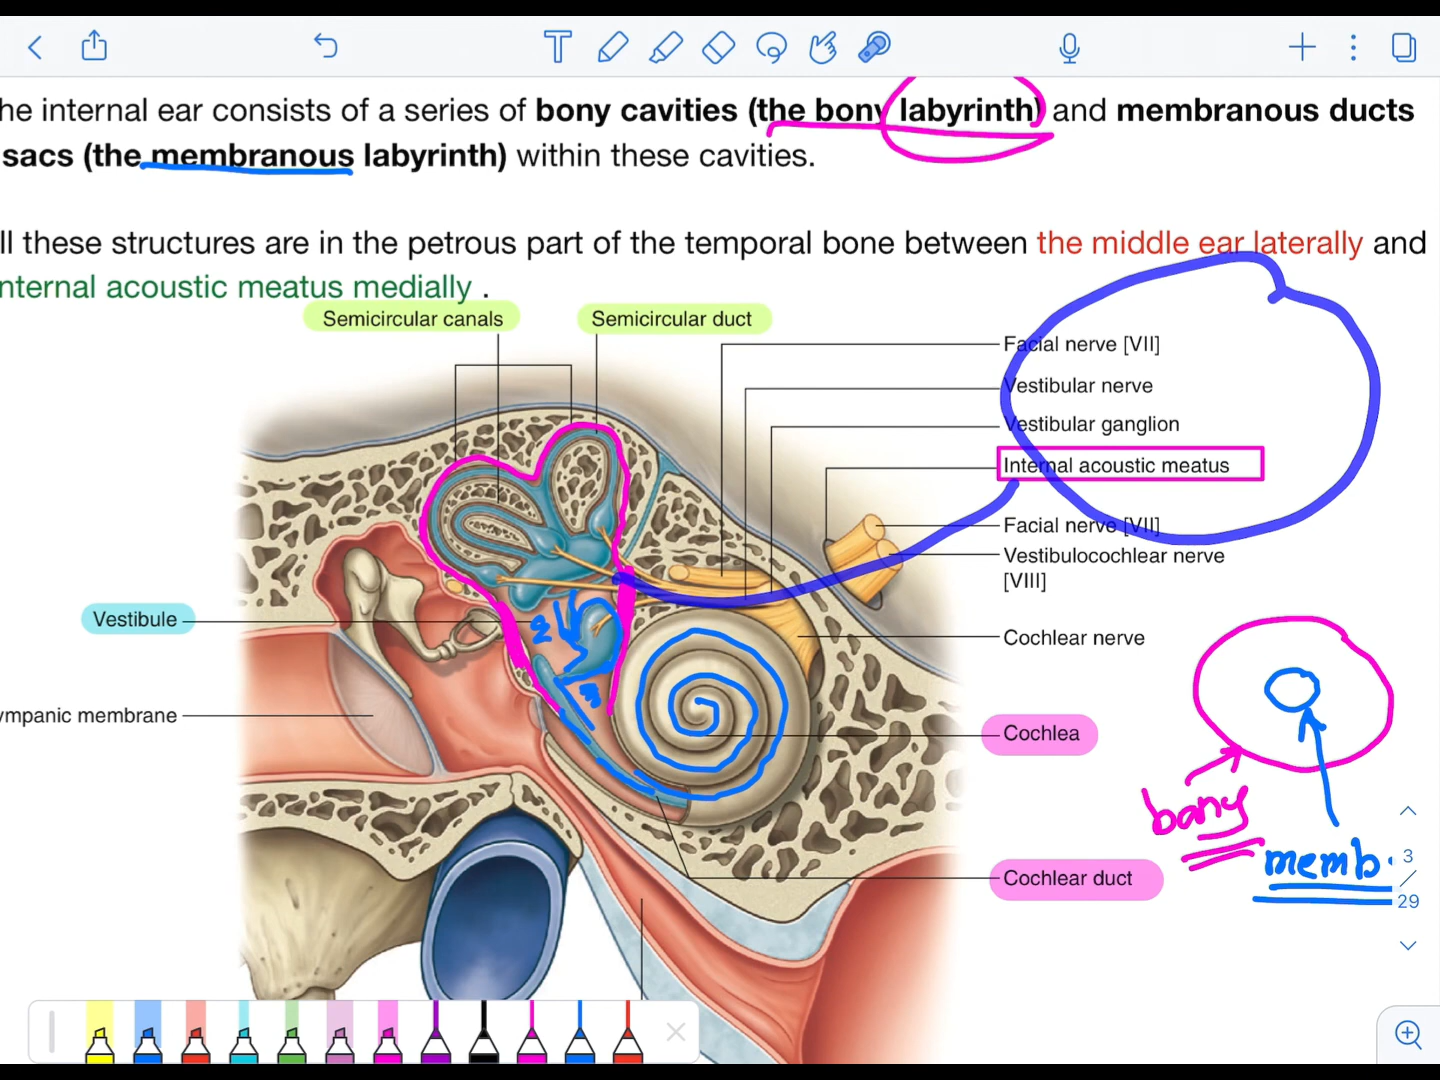 he internal ear consists of a series of bony cavities (the bony labyrinth) and membranous ducts
sacs (the membranous labyrinth) within these cavities.
ll these structures are in the petrous part of the temporal bone between the middle ear laterally and
nternal acoustic meatus medially .
Semicircular canals
Semicircular duct
Facial nerve [VII]
Vestibular nerve
Vestibular ganglion
Internal acoustic meatus
Facial nerve [VII]
Vestibulocochlear nerve
[VIII]
Vestibule
Cochlear nerve
ympanic membrane
Cochlea
bony
memb.
Cochlear duct
3
/
29